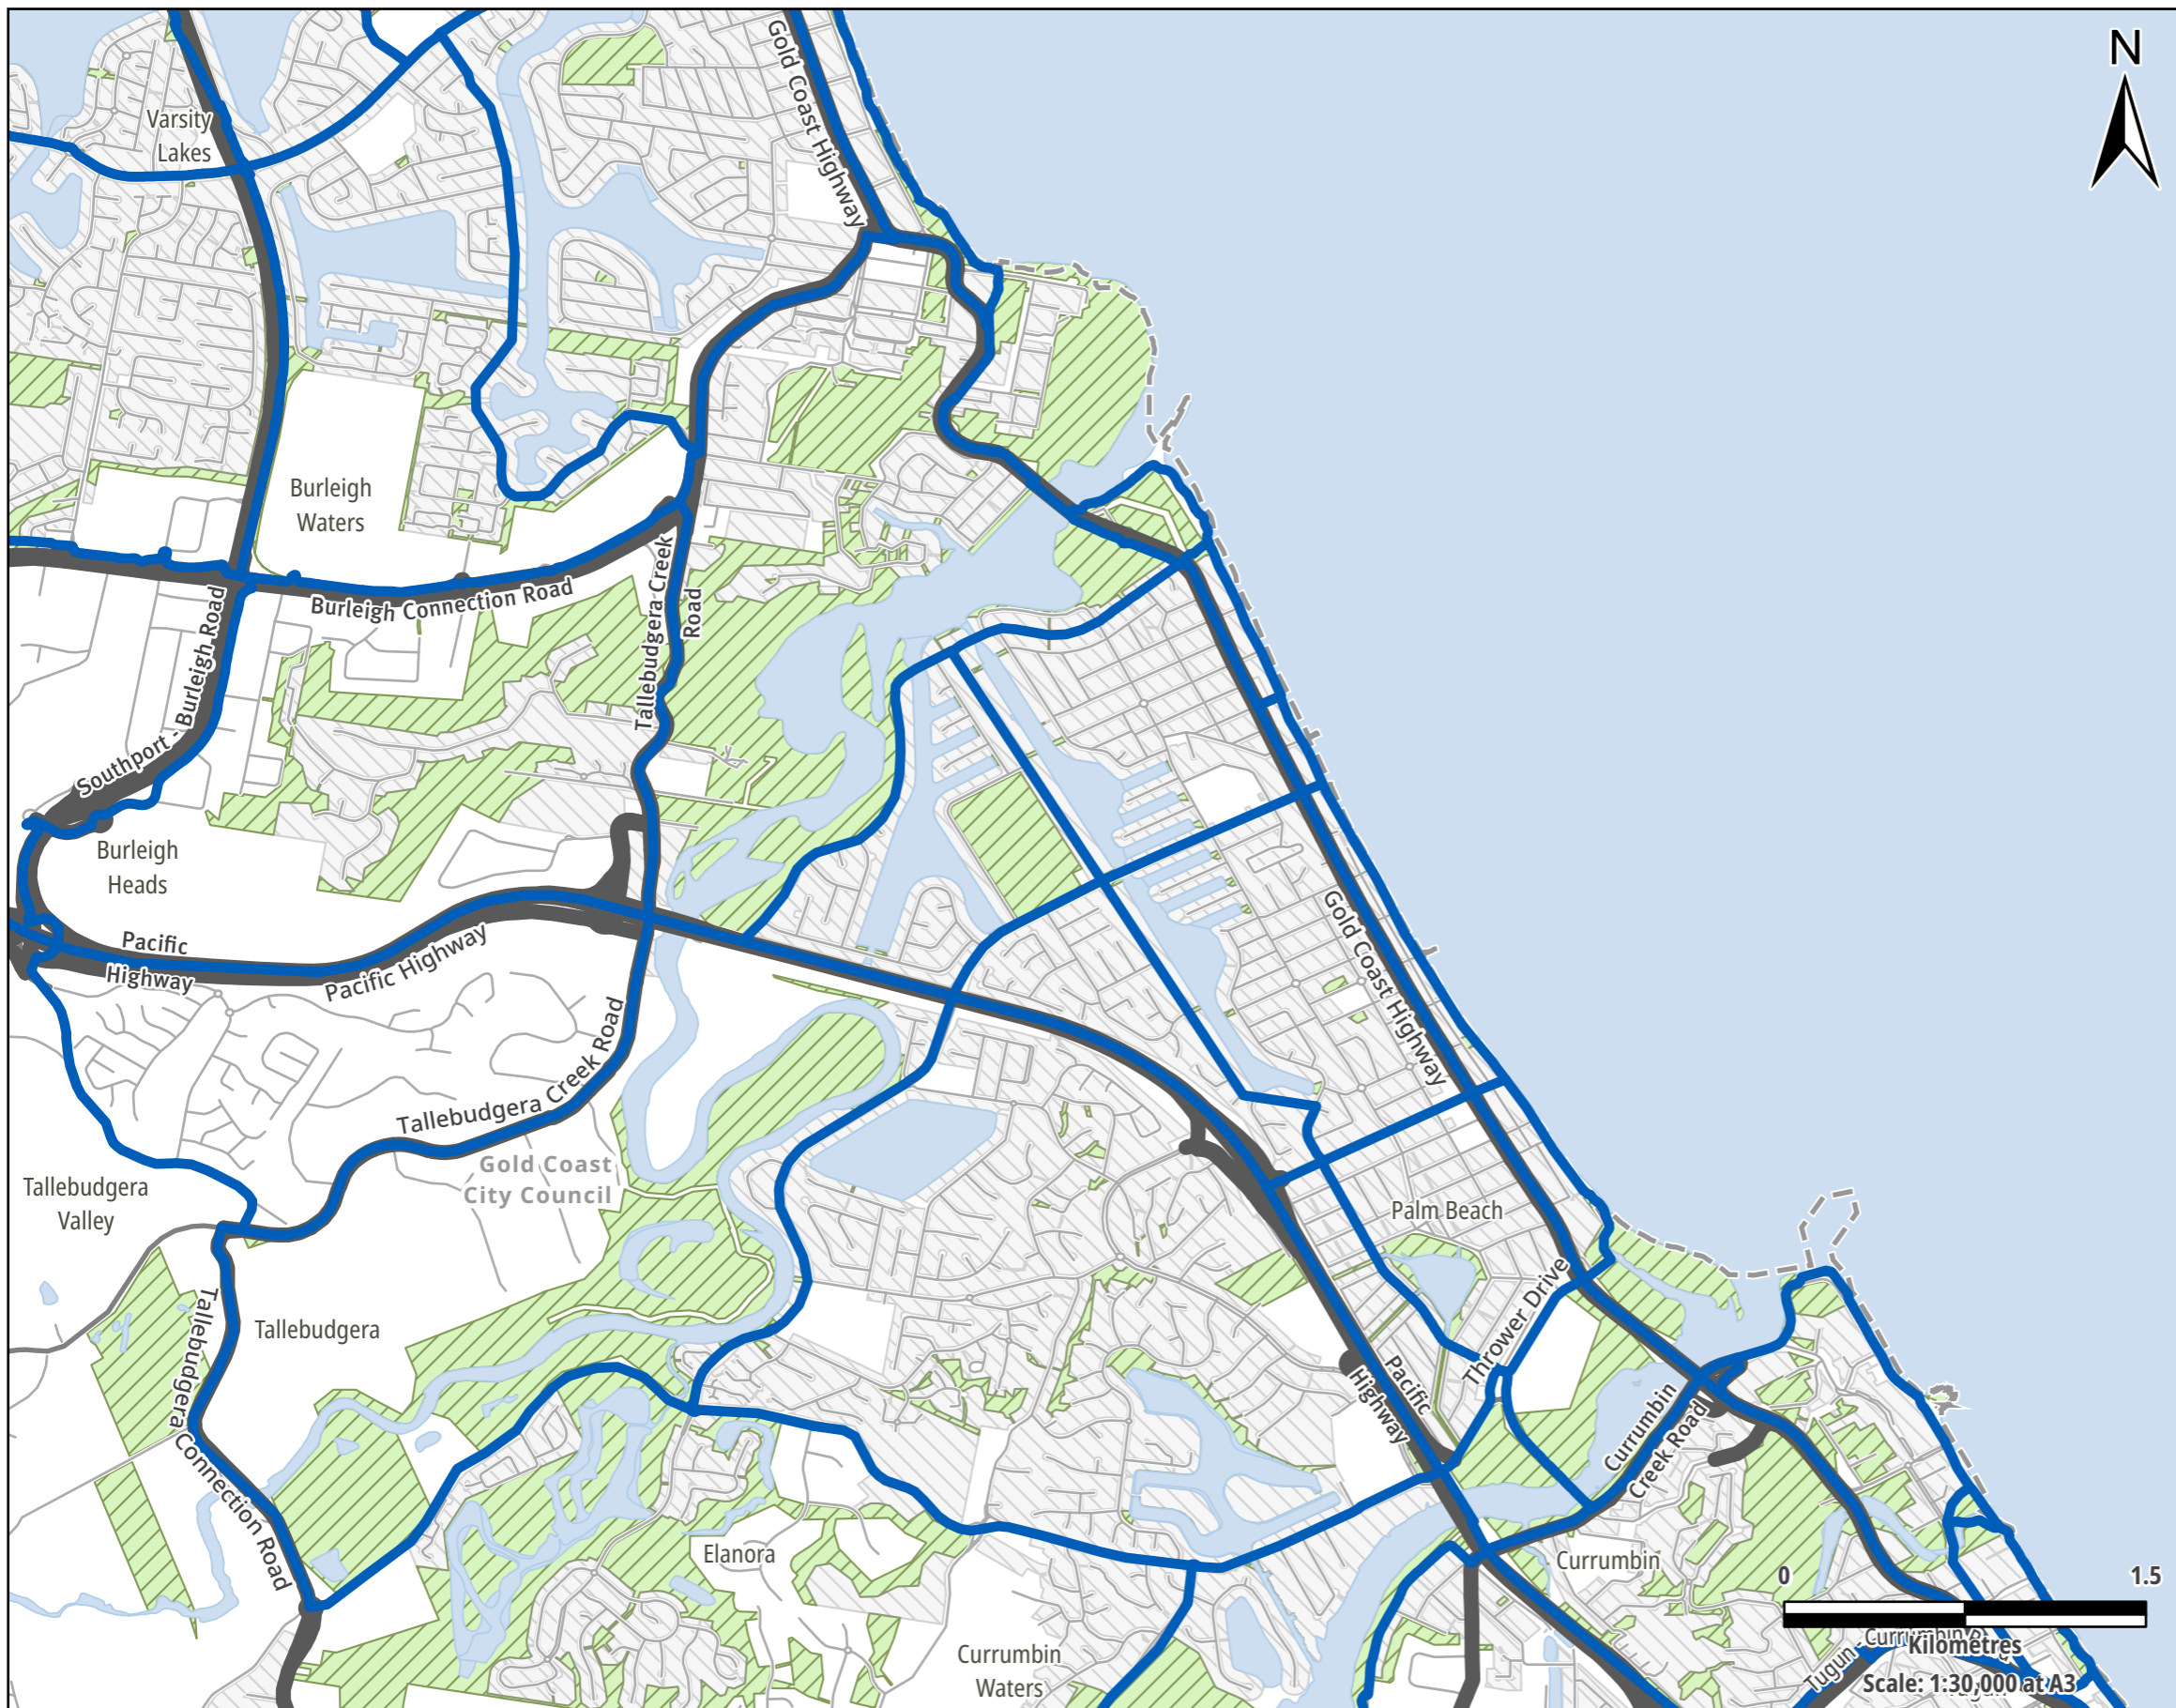 N
Gold Coast Highway
Varsity
Lakes
Burleigh
Waters
Burleigh Connection Road
Tallebudgera Creek
Road
Southport - Burleigh Road
Burleigh
Heads
Pacific
Highway
Pacific Highway
Gold Coast Highway
Tallebudgera Creek Road
Gold Coast
City Council
Tallebudgera
Valley
Palm Beach
Tallebudgera
Tallebudgera
Connection Road
Thrower Drive
Pacific
Highway
Currumbin
Creek Road
Elanora
Currumbin
0
1.5
Currumbin
Waters
Tugun - Currumbin
Kilometres
Scale: 1:30,000 at A3